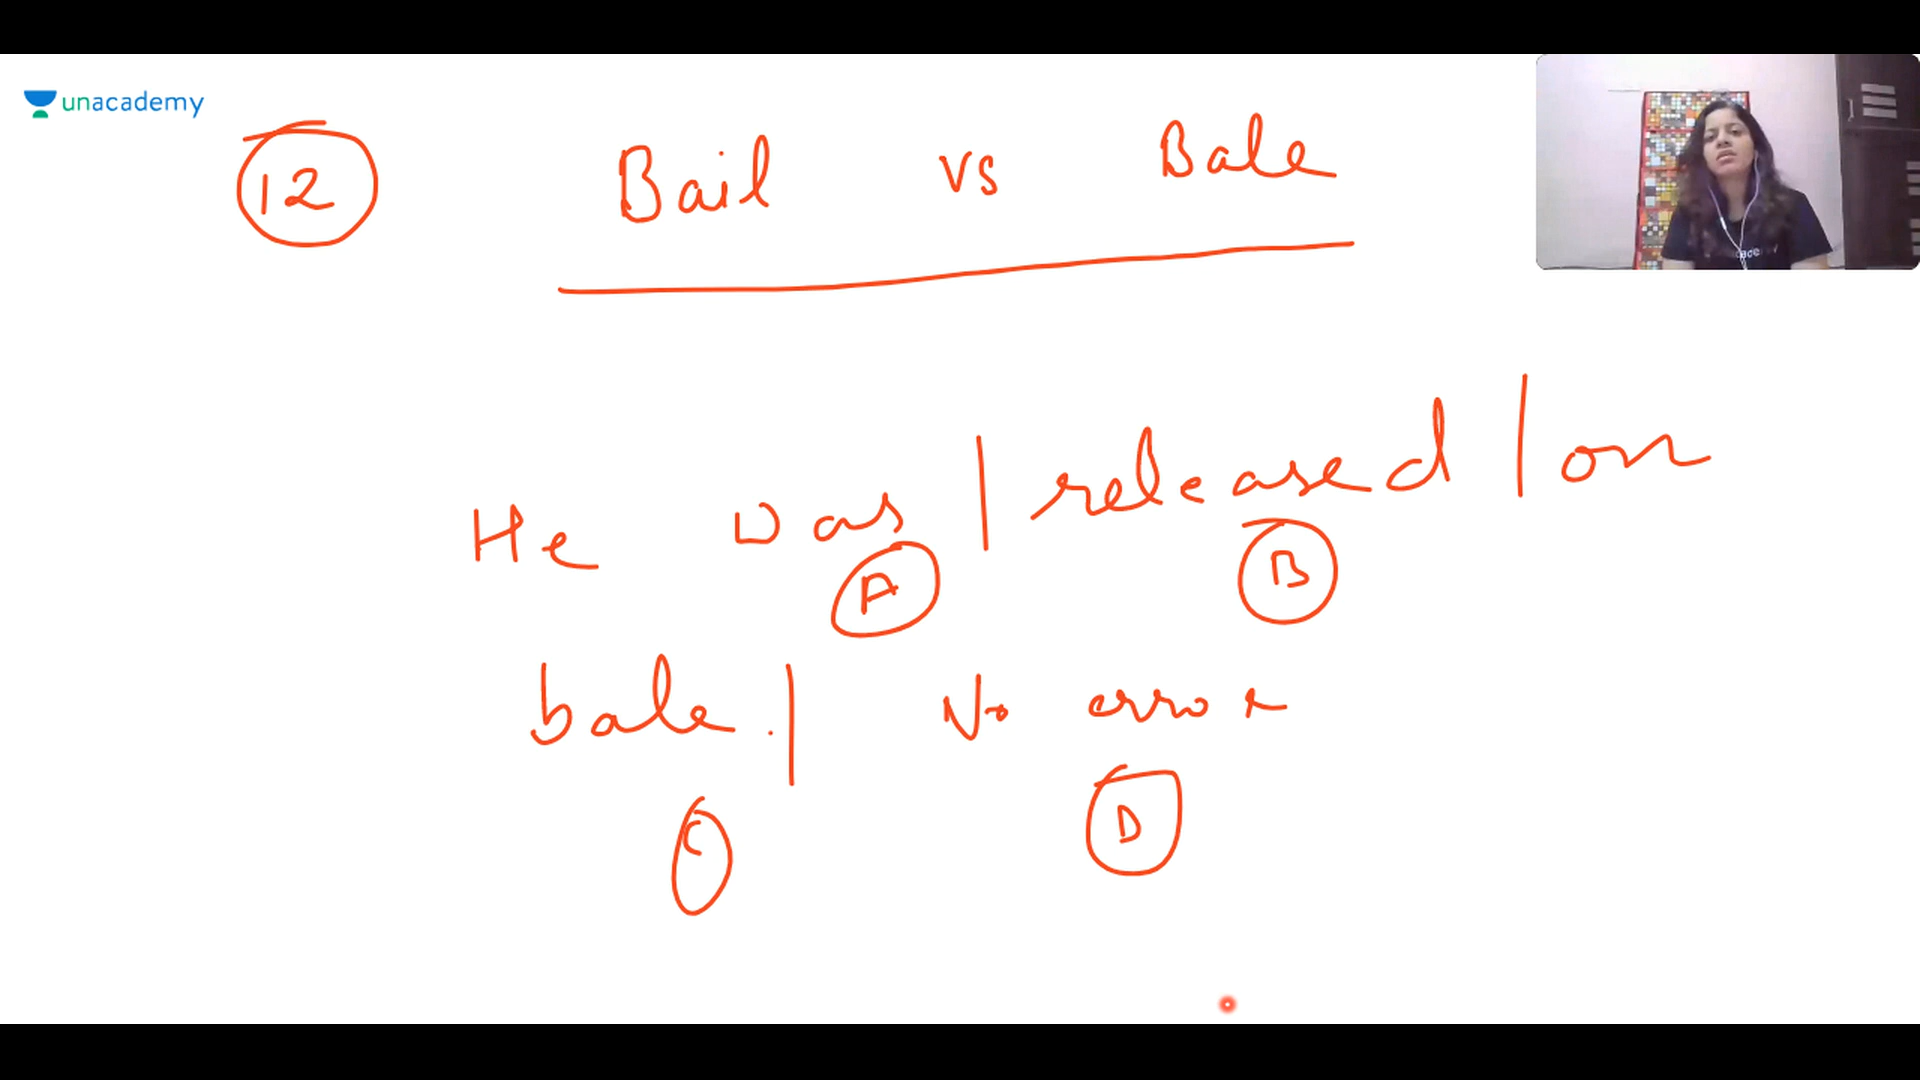 unacademy
12 Bail vs Bale
He was | released | on
A B
bale. | No error
C D